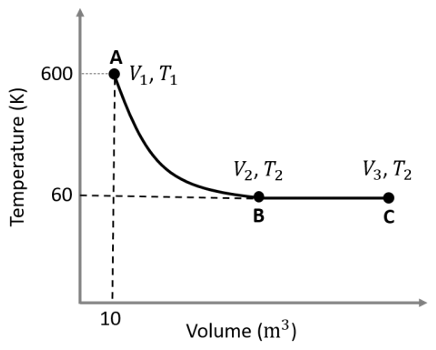 A
600
V₁, T₁
Temperature (K)
V₂, T₂
V₃, T₂
60
B
C
10
Volume (m³)